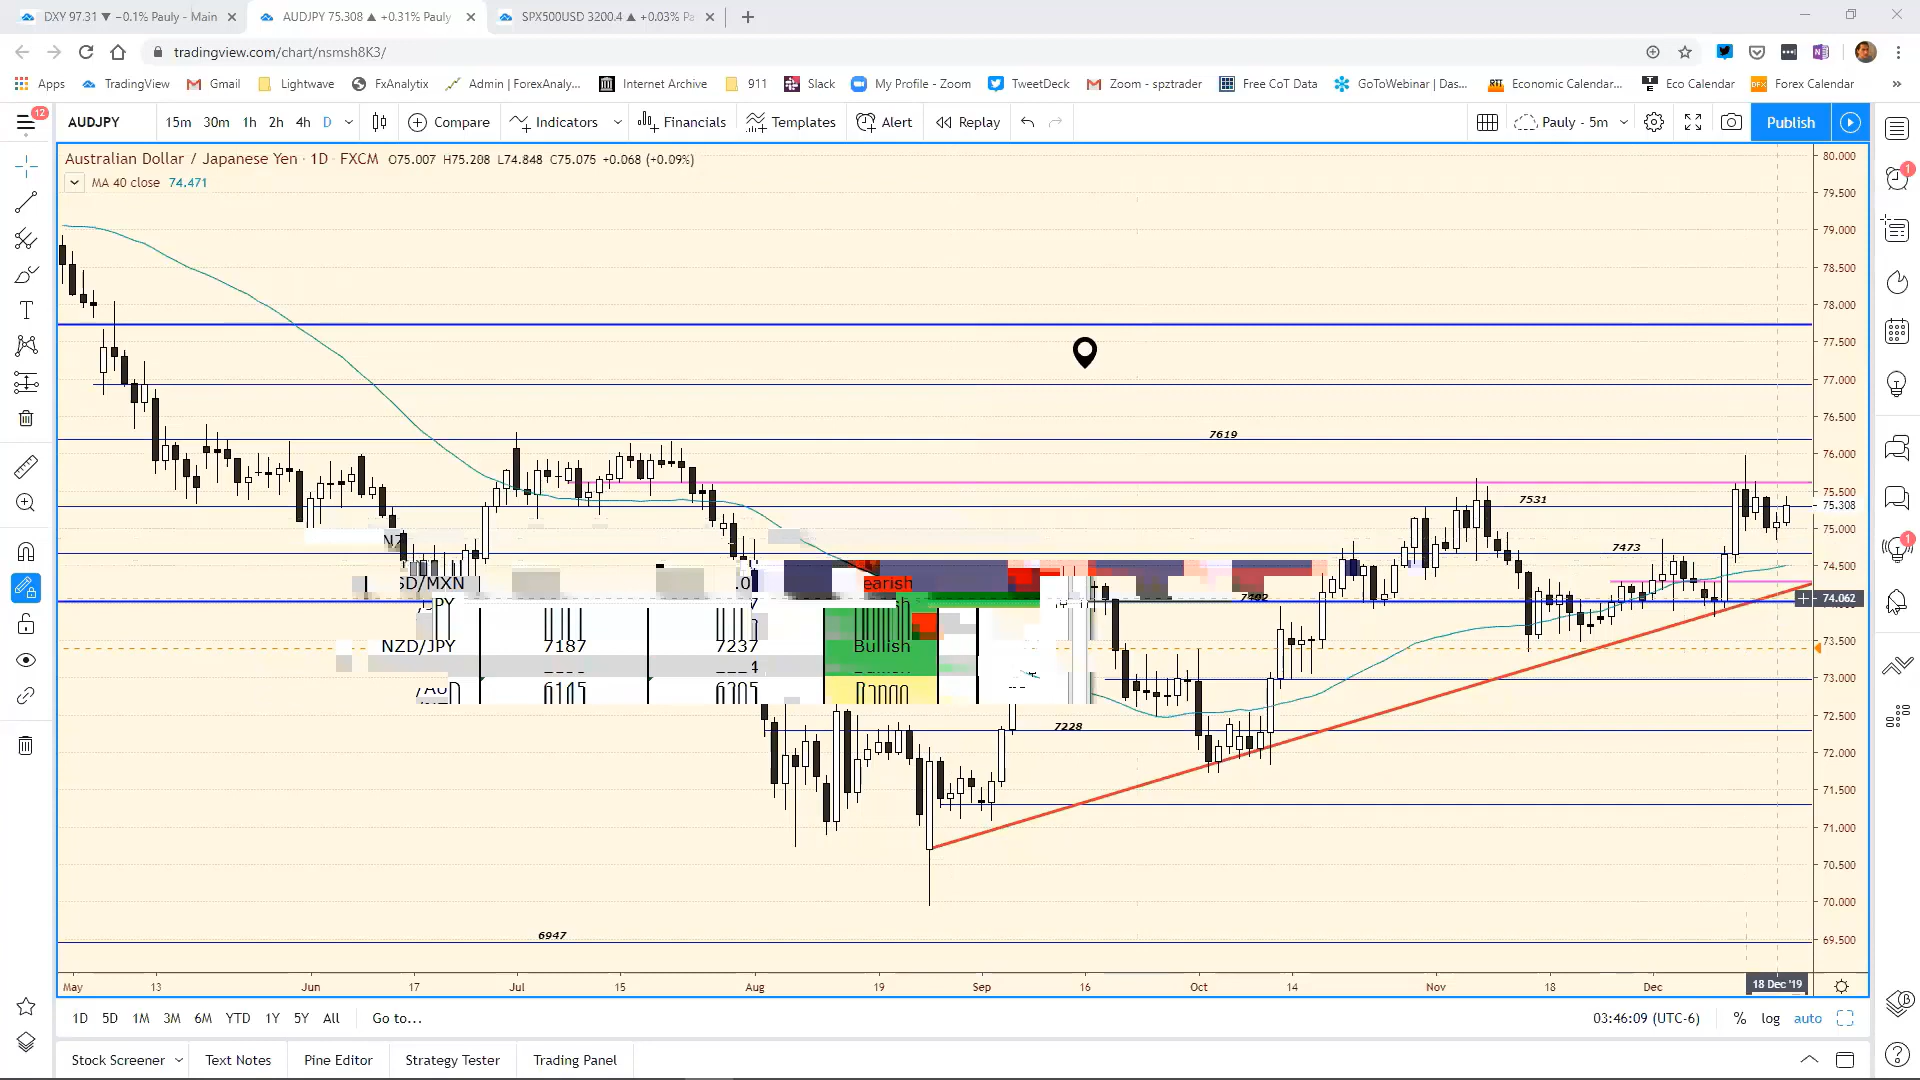 DXY 97.31 ▼ −0.1% Pauly - Main
AUDJPY 75.308 ▲ +0.31% Pauly
SPX500USD 3200.4 ▲ +0.03% Pa
tradingview.com/chart/nsmsh8K3/
Apps TradingView Gmail Lightwave FxAnalytix Admin | ForexAnaly... Internet Archive 911 Slack My Profile - Zoom TweetDeck Zoom - spztrader Free CoT Data GoToWebinar | Das... Economic Calendar... Eco Calendar Forex Calendar »
12
AUDJPY 15m 30m 1h 2h 4h D Compare Indicators Financials Templates Alert Replay Pauly - 5m Publish
Australian Dollar / Japanese Yen · 1D · FXCM O75.007 H75.208 L74.848 C75.075 +0.068 (+0.09%)
MA 40 close 74.471
80.000
79.500
79.000
78.500
78.000
77.500
77.000
76.500
7619
76.000
75.500
7531
75.308
75.000
7473
74.500
earish
7402
74.062
NZD/JPY 7187 7237 Bullish
73.500
73.000
72.500
7228
72.000
71.500
71.000
70.500
70.000
6947
69.500
May 13 Jun 17 Jul 15 Aug 19 Sep 16 Oct 14 Nov 18 Dec 18 Dec '19
1D 5D 1M 3M 6M YTD 1Y 5Y All Go to... 03:46:09 (UTC-6) % log auto
Stock Screener Text Notes Pine Editor Strategy Tester Trading Panel